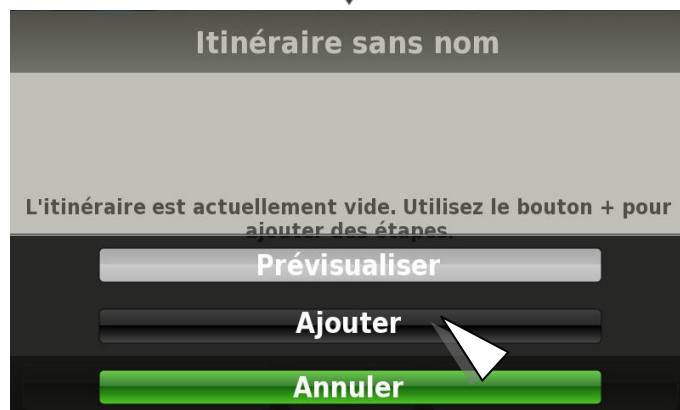 Itinéraire sans nom
L'itinéraire est actuellement vide. Utilisez le bouton + pour
ajouter des étapes.
Prévisualiser
Ajouter
Annuler